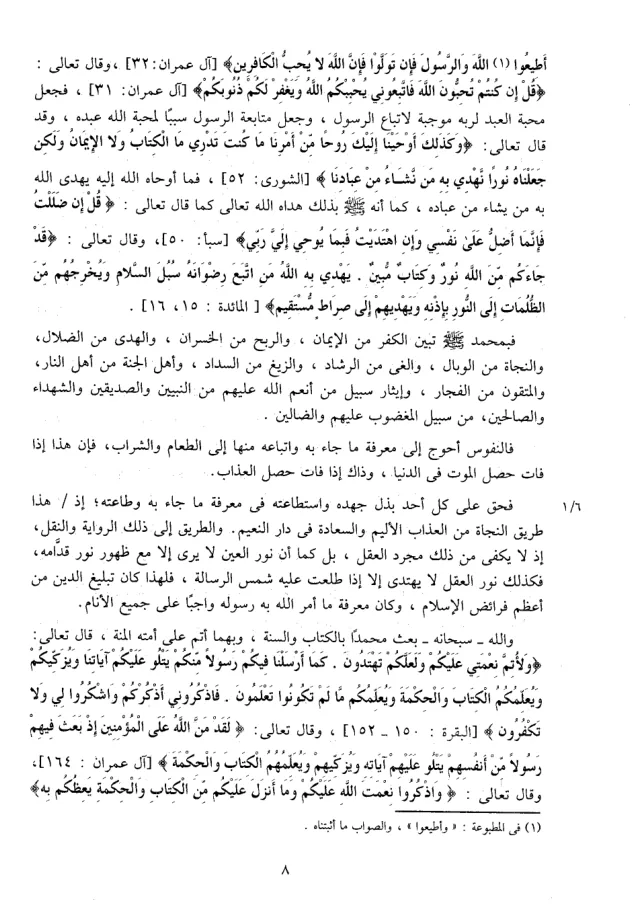 أَطِيعُوا (١) اللَّهَ وَالرَّسُولَ فَإِن تَوَلَّوْا فَإِنَّ اللَّهَ لا يُحِبُّ الْكَافِرِين﴾ [آل عمران: ٣٢] ، وقال تعالى :
﴿قُلْ إِن كُنتُمْ تُحِبُّونَ اللَّهَ فَاتَّبِعُونِي يُحْبِبْكُمُ اللَّهُ وَيَغْفِرْ لَكُمْ ذُنُوبَكُمْ﴾ [آل عمران: ٣١] ، فجعل
محبة العبد لربه موجبة لاتباع الرسول ، وجعل متابعة الرسول سببًا لمحبة الله عبده ، وقد
قال تعالى: ﴿وَكَذَلِكَ أَوْحَيْنَا إِلَيْكَ رُوحًا مِّنْ أَمْرِنَا مَا كُنتَ تَدْرِي مَا الْكِتَابُ وَلا الإِيمَانُ وَلَكِن
جَعَلْنَاهُ نُورًا نَّهْدِي بِهِ مَن نَّشَاءُ مِنْ عِبَادِنَا ﴾ [الشورى: ٥٢] ، فما أوحاه الله إليه يهدى الله
به من يشاء من عباده ، كما أنه ﷺ بذلك هداه الله تعالى كما قال تعالى : ﴿ قُلْ إِن ضَلَلْتُ
فَإِنَّمَا أَضِلُّ عَلَىٰ نَفْسِي وَإِنِ اهْتَدَيْتُ فَبِمَا يُوحِي إِلَيَّ رَبِّي﴾ [سبأ: ٥٠]، وقال تعالى : ﴿قَدْ
جَاءَكُم مِّنَ اللَّهِ نُورٌ وَكِتَابٌ مُّبِينٌ . يَهْدِي بِهِ اللَّهُ مَنِ اتَّبَعَ رِضْوَانَهُ سُبُلَ السَّلامِ وَيُخْرِجُهُم مِّنَ
الظُّلُمَاتِ إِلَى النُّورِ بِإِذْنِهِ وَيَهْدِيهِمْ إِلَى صِرَاطٍ مُّسْتَقِيمٍ﴾ [ المائدة : ١٥، ١٦] .
فبمحمد ﷺ تبين الكفر من الإيمان ، والربح من الخسران ، والهدى من الضلال،
والنجاة من الوبال ، والغى من الرشاد ، والزيغ من السداد ، وأهل الجنة من أهل النار،
والمتقون من الفجار ، وإيثار سبيل من أنعم الله عليهم من النبيين والصديقين والشهداء
والصالحين، من سبيل المغضوب عليهم والضالين .
فالنفوس أحوج إلى معرفة ما جاء به واتباعه منها إلى الطعام والشراب، فإن هذا إذا
فات حصل الموت فى الدنيا ، وذاك إذا فات حصل العذاب.
١/٦ فحق على كل أحد بذل جهده واستطاعته فى معرفة ما جاء به وطاعته؛ إذ / هذا
طريق النجاة من العذاب الأليم والسعادة فى دار النعيم. والطريق إلى ذلك الرواية والنقل،
إذ لا يكفى من ذلك مجرد العقل ، بل كما أن نور العين لا يرى إلا مع ظهور نور قدَّامه،
فكذلك نور العقل لا يهتدى إلا إذا طلعت عليه شمس الرسالة ، فلهذا كان تبليغ الدين من
أعظم فرائض الإسلام ، وكان معرفة ما أمر الله به رسوله واجبًا على جميع الأنام.
والله ـ سبحانه ـ بعث محمدًا بالكتاب والسنة ، وبهما أتم على أمته المنة ، قال تعالى:
﴿وَلأُتِمَّ نِعْمَتِي عَلَيْكُمْ وَلَعَلَّكُمْ تَهْتَدُونَ . كَمَا أَرْسَلْنَا فِيكُمْ رَسُولاً مِّنكُمْ يَتْلُو عَلَيْكُمْ آيَاتِنَا وَيُزَكِّيكُمْ
وَيُعَلِّمُكُمُ الْكِتَابَ وَالْحِكْمَةَ وَيُعَلِّمُكُم مَّا لَمْ تَكُونُوا تَعْلَمُونَ . فَاذْكُرُونِي أَذْكُرْكُمْ وَاشْكُرُوا لِي وَلا
تَكْفُرُون ﴾ [البقرة : ١٥٠ ـ ١٥٢] ، وقال تعالى: ﴿ لَقَدْ مَنَّ اللَّهُ عَلَى الْمُؤْمِنِينَ إِذْ بَعَثَ فِيهِمْ
رَسُولاً مِّنْ أَنفُسِهِمْ يَتْلُو عَلَيْهِمْ آيَاتِهِ وَيُزَكِّيهِمْ وَيُعَلِّمُهُمُ الْكِتَابَ وَالْحِكْمَةَ ﴾ [آل عمران : ١٦٤]،
وقال تعالى : ﴿ وَاذْكُرُوا نِعْمَتَ اللَّهِ عَلَيْكُمْ وَمَا أَنزَلَ عَلَيْكُم مِّنَ الْكِتَابِ وَالْحِكْمَةِ يَعِظُكُم بِهِ﴾
(١) فى المطبوعة : « وأطيعوا» ، والصواب ما أثبتناه .
٨